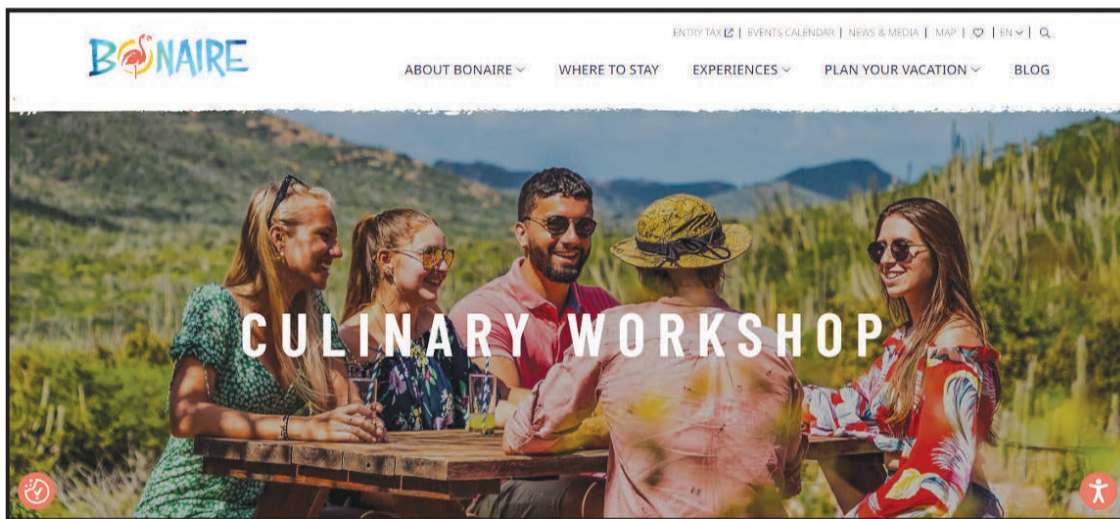 BONAIRE
ENTRY TAX | EVENTS CALENDAR | NEWS & MEDIA | MAP | | EN | 
ABOUT BONAIRE WHERE TO STAY EXPERIENCES PLAN YOUR VACATION BLOG
CULINARY WORKSHOP